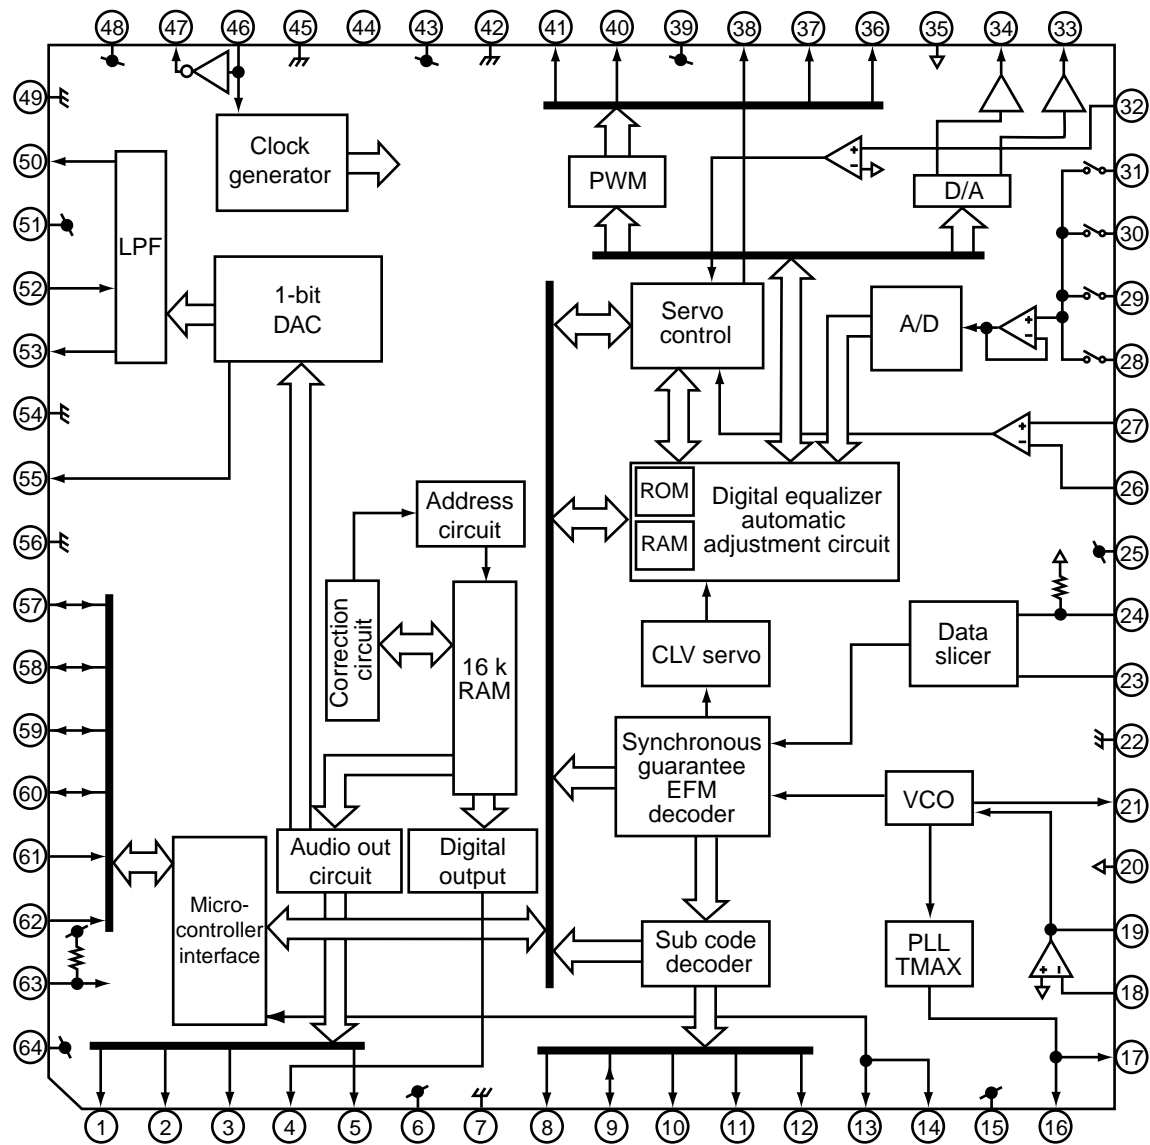 48 47 46 45 44 43 42 41 40 39 38 37 36 35 34 33
49
50
51
52
53
54
55
56
57
58
59
60
61
62
63
64
32
31
30
29
28
27
26
25
24
23
22
21
20
19
18
17
1 2 3 4 5 6 7 8 9 10 11 12 13 14 15 16
Clock
generator
LPF
1-bit
DAC
PWM
D/A
+
-
Servo
control
A/D
+
-
+
-
ROM
RAM
Digital equalizer
automatic
adjustment circuit
Address
circuit
Correction
circuit
16 k
RAM
CLV servo
Data
slicer
Synchronous
guarantee
EFM
decoder
VCO
Audio out
circuit
Digital
output
Micro-
controller
interface
Sub code
decoder
PLL
TMAX
+
-